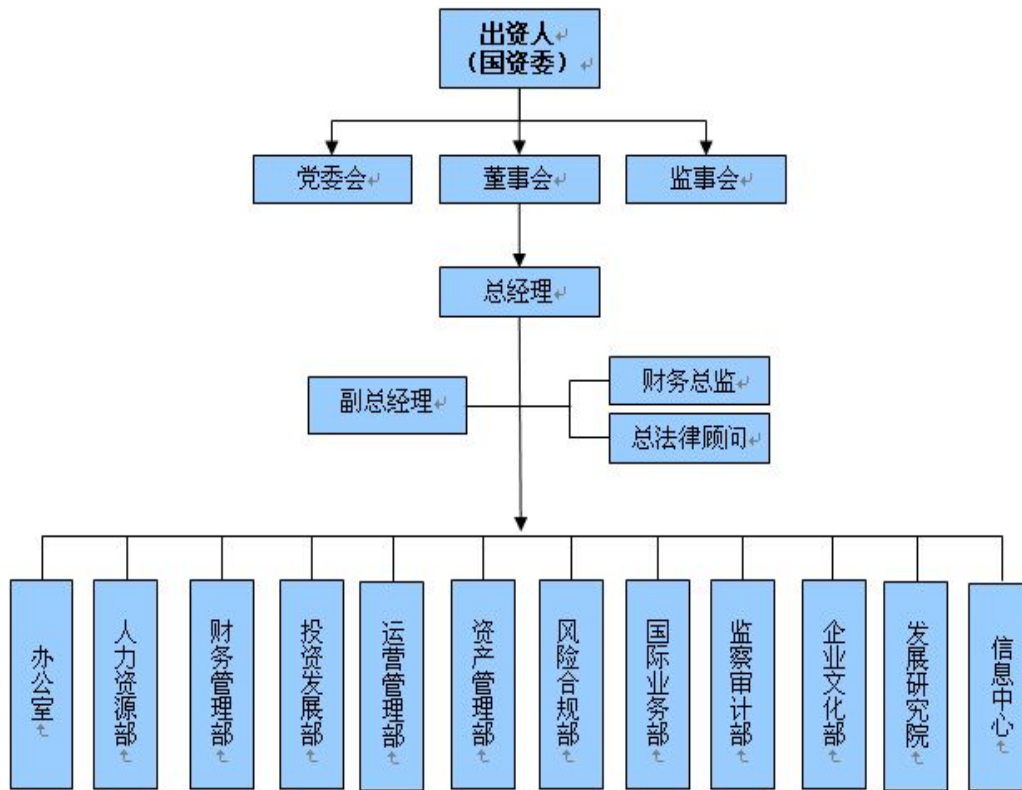 出资人
（国资委）
党委会
董事会
监事会
总经理
副总经理
财务总监
总法律顾问
办公室
人力资源部
财务管理部
投资发展部
运营管理部
资产管理部
风险合规部
国际业务部
监察审计部
企业文化部
发展研究院
信息中心